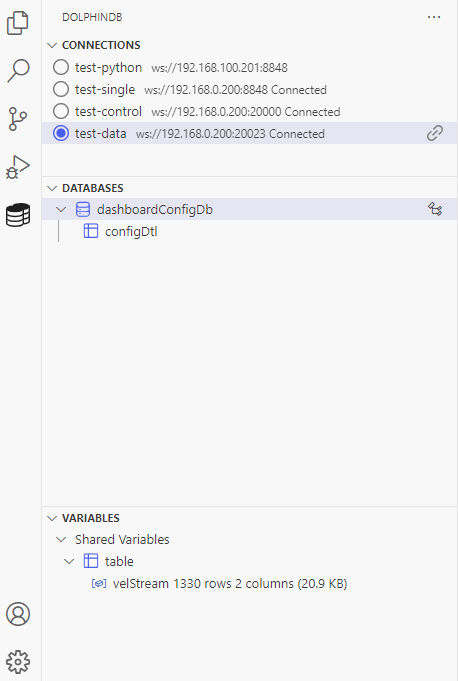 DOLPHINDB
CONNECTIONS
test-python ws://192.168.100.201:8848
test-single ws://192.168.0.200:8848 Connected
test-control ws://192.168.0.200:20000 Connected
test-data ws://192.168.0.200:20023 Connected
DATABASES
dashboardConfigDb
configDtl
VARIABLES
Shared Variables
table
velStream 1330 rows 2 columns (20.9 KB)